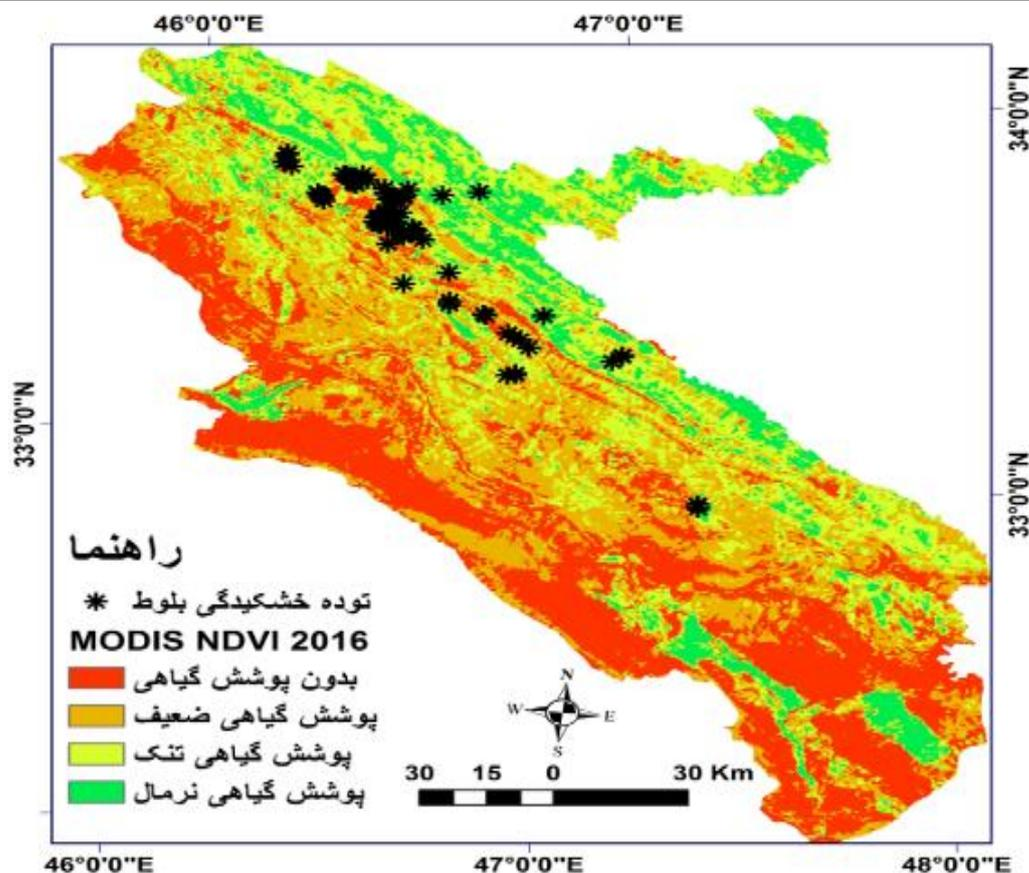 46°0'0"E 47°0'0"E
34°0'0"N
33°0'0"N
33°0'0"N
راهنما
توده خشکیدگی بلوط
MODIS NDVI 2016
بدون پوشش گیاهی
پوشش گیاهی ضعیف
پوشش گیاهی تنک
پوشش گیاهی نرمال
N
W E
S
30 15 0 30 Km
46°0'0"E 47°0'0"E 48°0'0"E